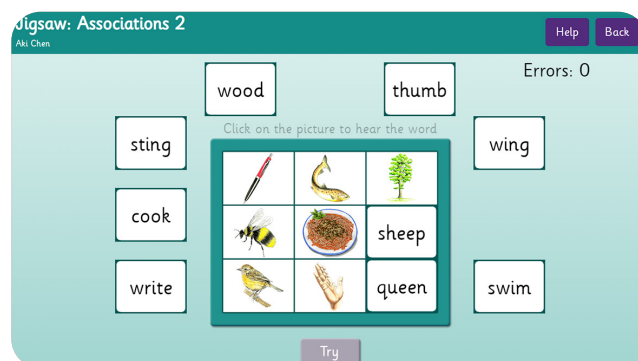 Jigsaw: Associations 2
Aki Chen
Help
Back
Errors: 0
wood
thumb
Click on the picture to hear the word
sting
wing
cook
sheep
write
queen
swim
Try